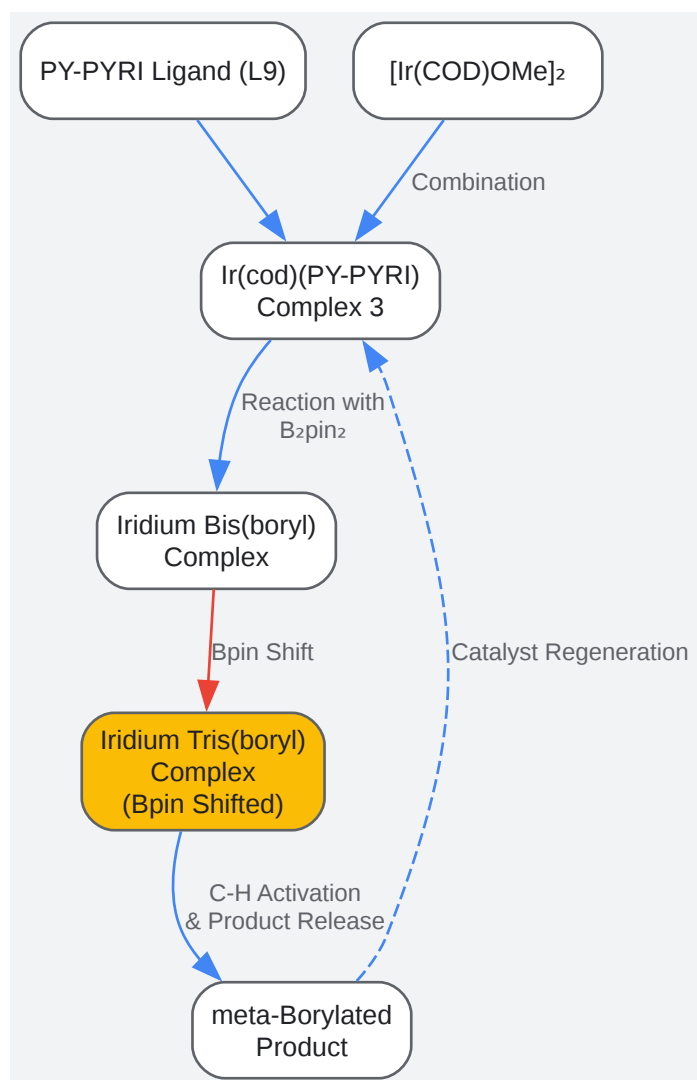 PY-PYRI Ligand (L9)
[Ir(COD)OMe]₂
Combination
Ir(cod)(PY-PYRI)
Complex 3
Reaction with
B₂pin₂
Iridium Bis(boryl)
Complex
Bpin Shift
Catalyst Regeneration
Iridium Tris(boryl)
Complex
(Bpin Shifted)
C-H Activation
& Product Release
meta-Borylated
Product